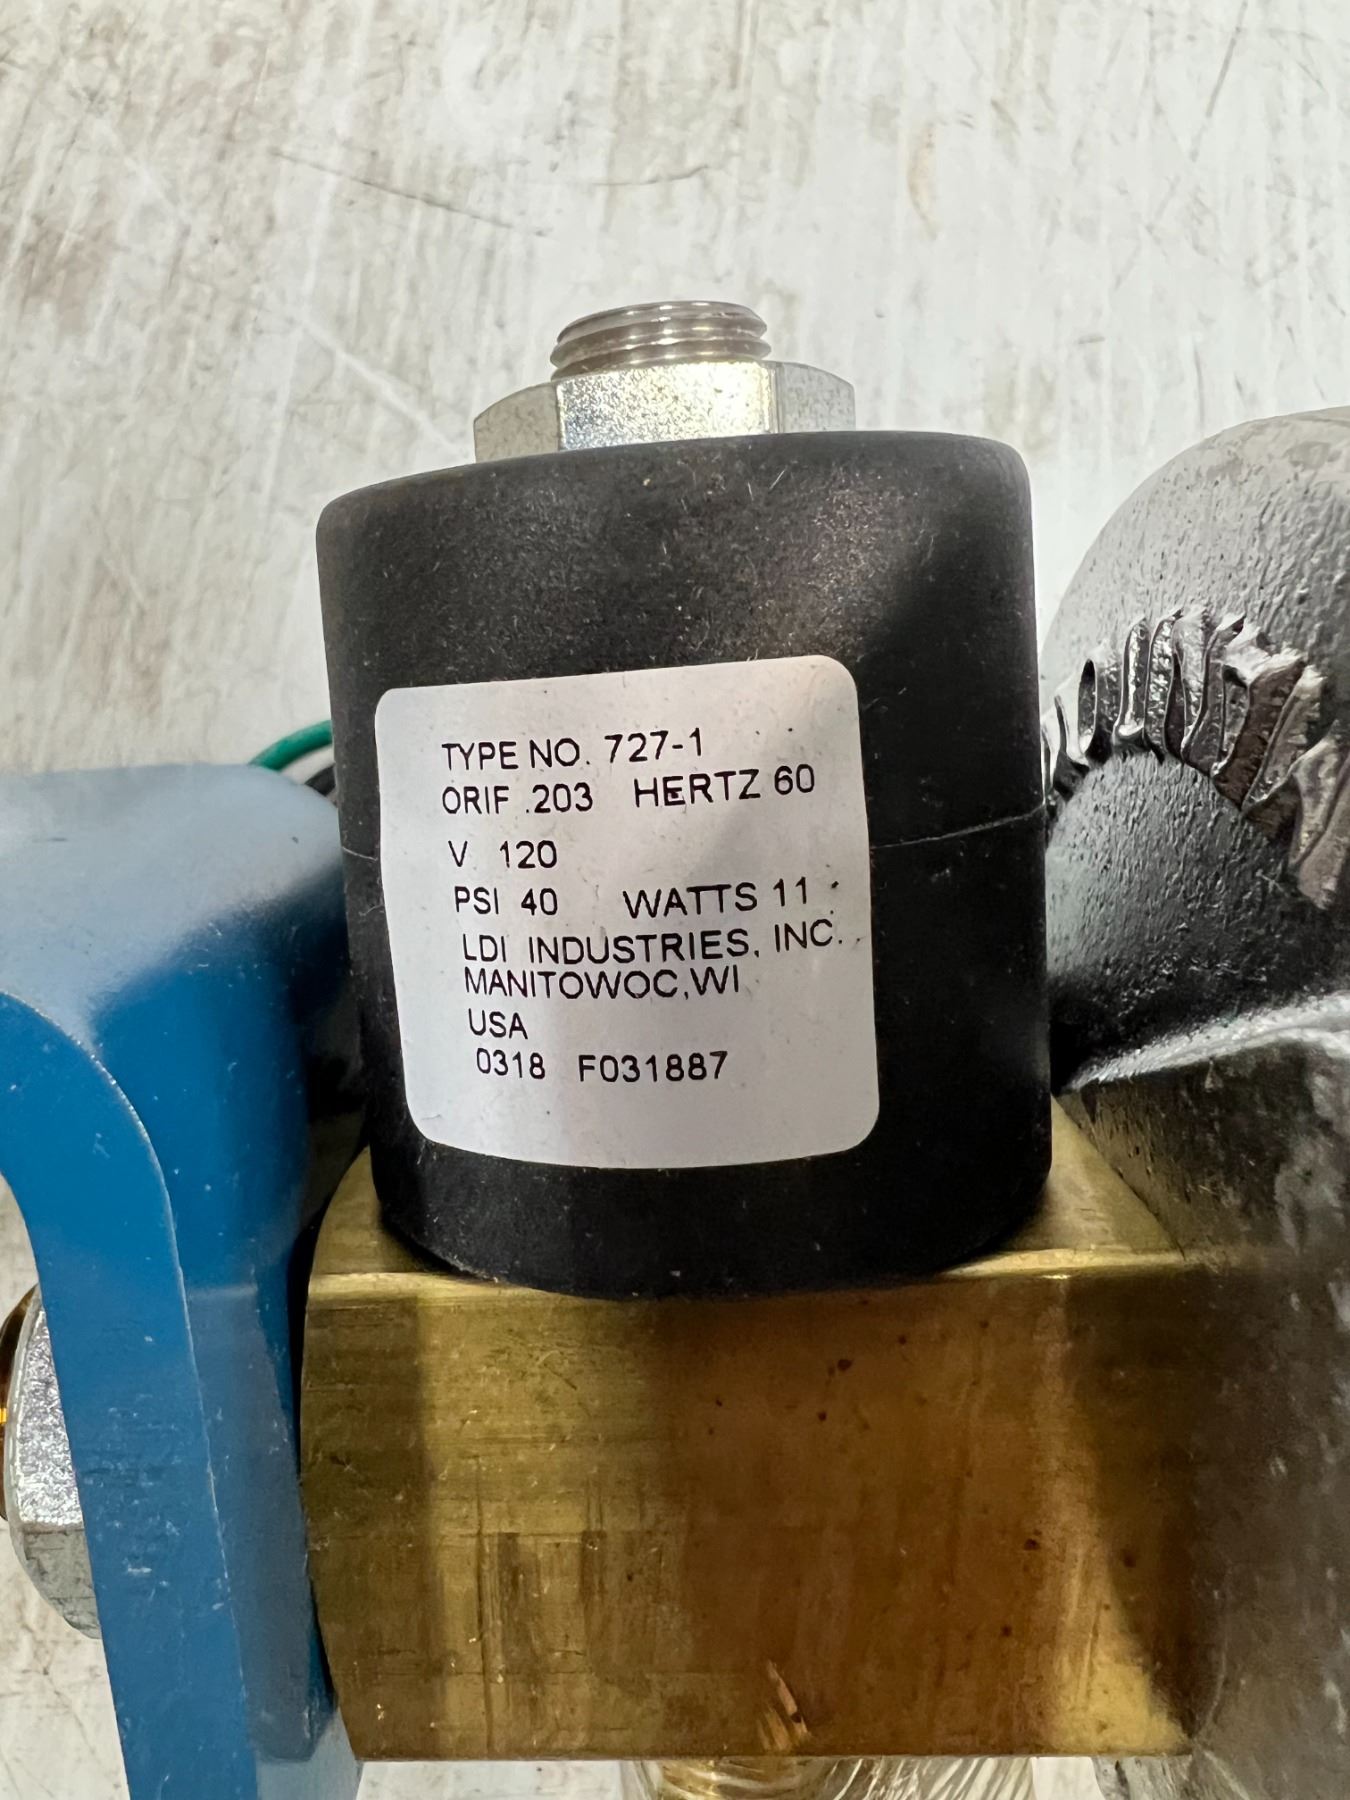 TYPE NO. 727-1
ORIF .203 HERTZ 60
V. 120
PSI 40 WATTS 11
LDI INDUSTRIES, INC.
MANITOWOC, WI
USA
0318 F031887